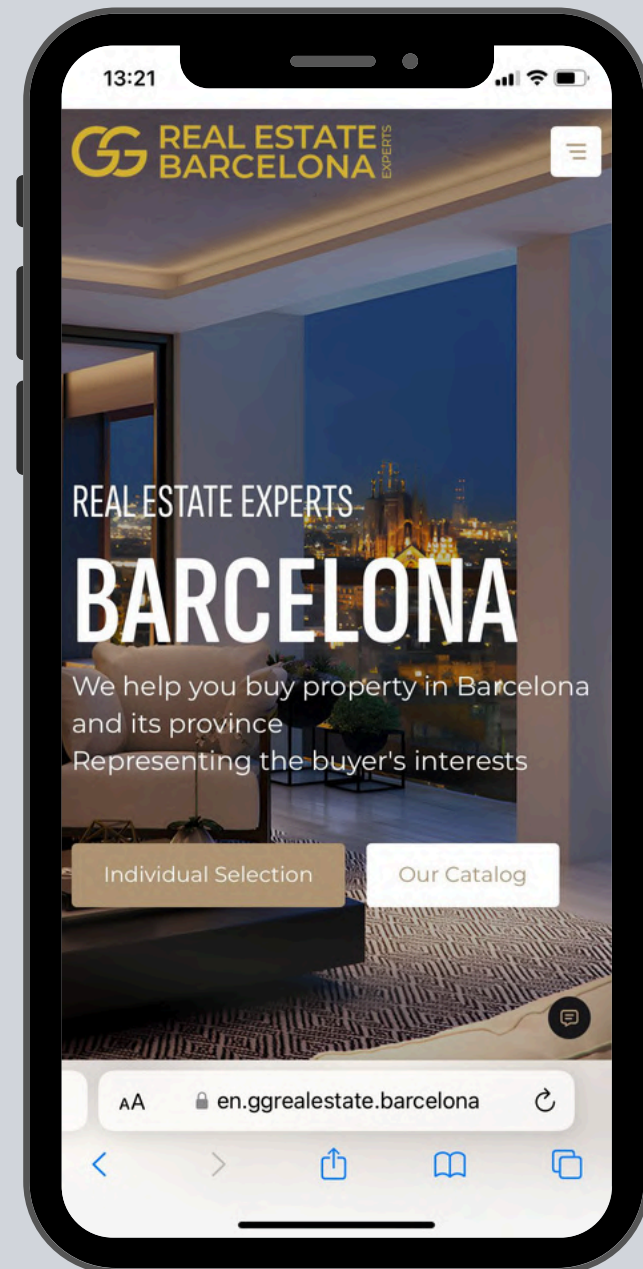 13:21
GG REAL ESTATE
BARCELONA
EXPERTS
REAL ESTATE EXPERTS
BARCELONA
We help you buy property in Barcelona
and its province
Representing the buyer's interests
Individual Selection
Our Catalog
AA
en.ggrealestate.barcelona